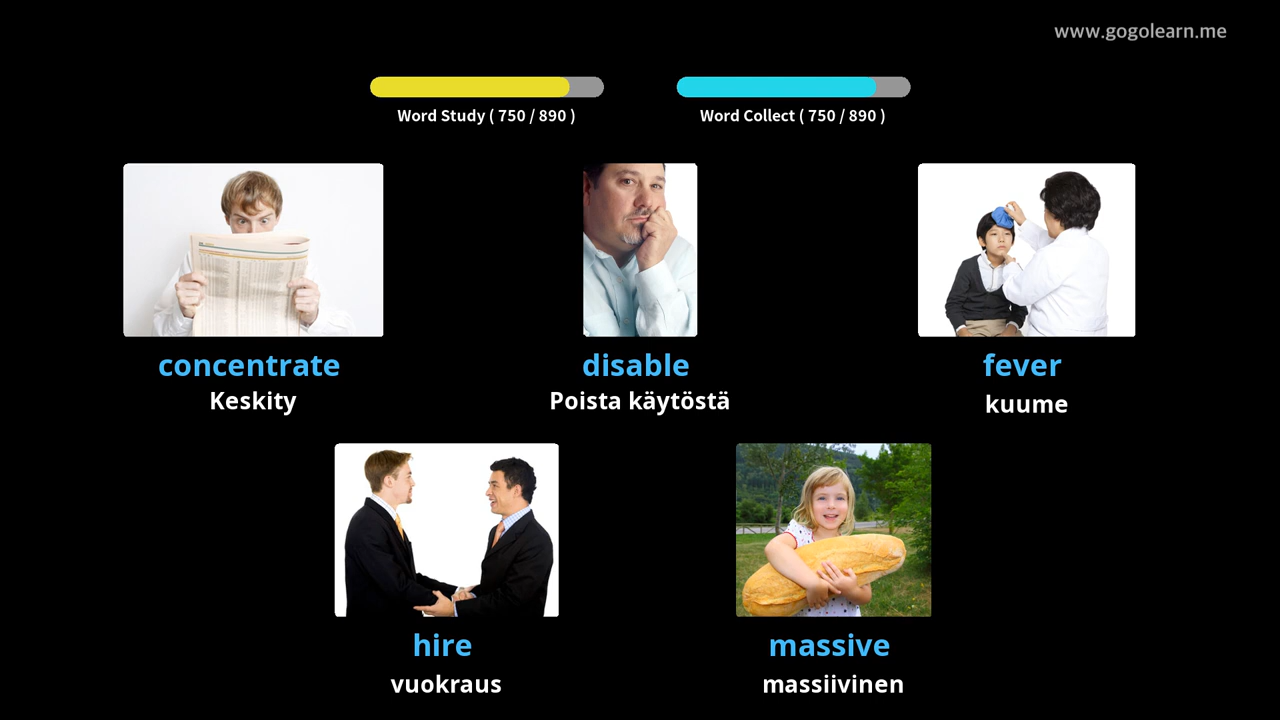 www.gogolearn.me
Word Study ( 750 / 890 )
Word Collect ( 750 / 890 )
concentrate
Keskity
disable
Poista käytöstä
fever
kuume
hire
vuokraus
massive
massiivinen